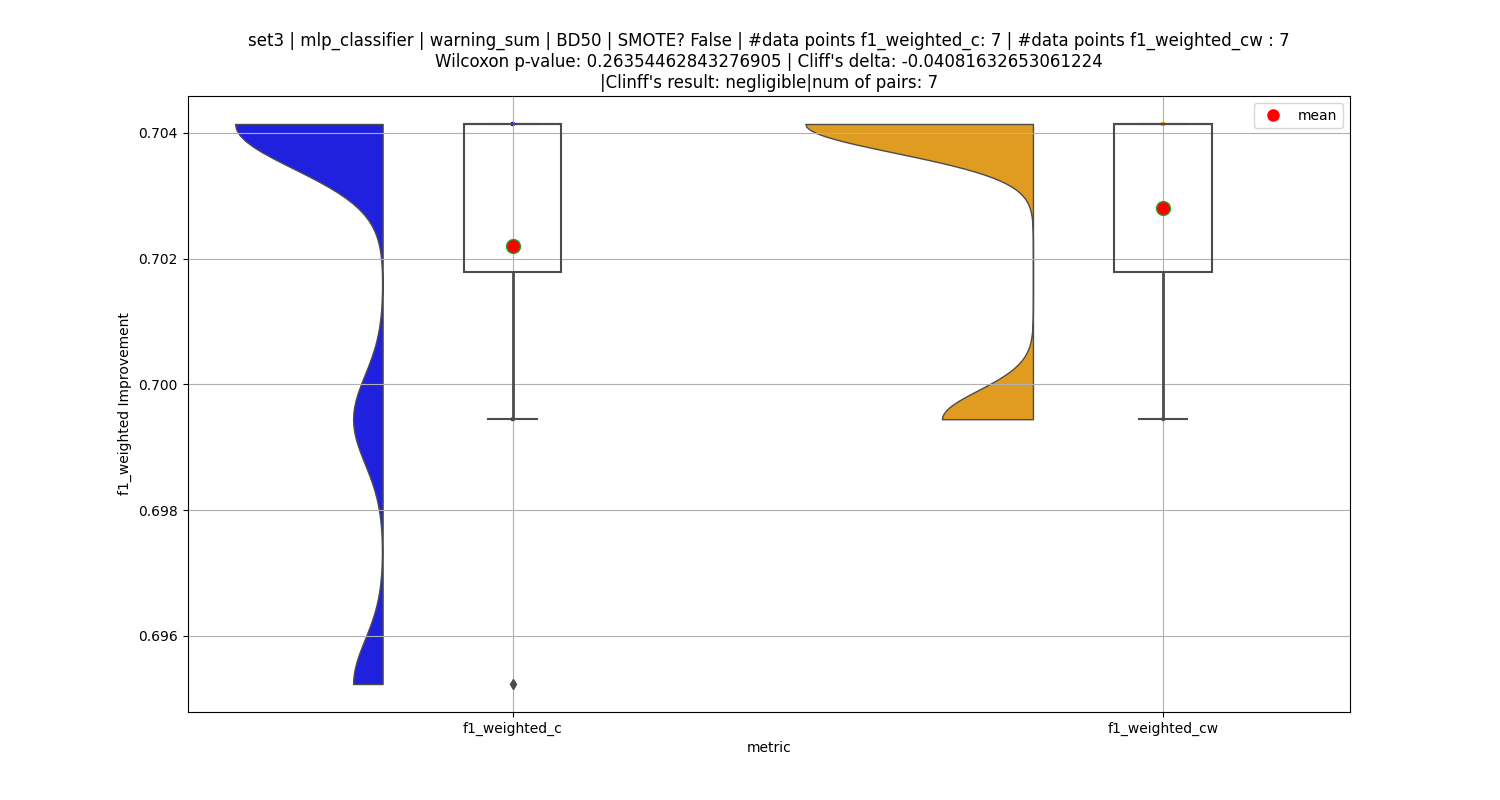 set3 | mlp_classifier | warning_sum | BD50 | SMOTE? False | #data points f1_weighted_c: 7 | #data points f1_weighted_cw : 7
Wilcoxon p-value: 0.26354462843276905 | Cliff's delta: -0.04081632653061224
|Clinff's result: negligible|num of pairs: 7
mean
0.704
0.702
0.700
0.698
0.696
f1_weighted Improvement
f1_weighted_c
f1_weighted_cw
metric